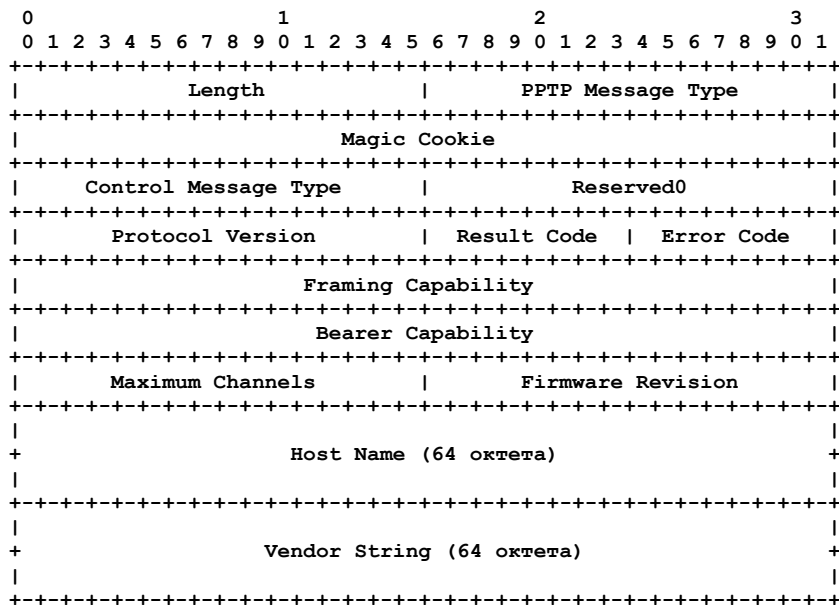 0                   1                   2                   3
 0 1 2 3 4 5 6 7 8 9 0 1 2 3 4 5 6 7 8 9 0 1 2 3 4 5 6 7 8 9 0 1
+-+-+-+-+-+-+-+-+-+-+-+-+-+-+-+-+-+-+-+-+-+-+-+-+-+-+-+-+-+-+-+-+
|             Length            |       PPTP Message Type       |
+-+-+-+-+-+-+-+-+-+-+-+-+-+-+-+-+-+-+-+-+-+-+-+-+-+-+-+-+-+-+-+-+
|                         Magic Cookie                          |
+-+-+-+-+-+-+-+-+-+-+-+-+-+-+-+-+-+-+-+-+-+-+-+-+-+-+-+-+-+-+-+-+
|     Control Message Type      |           Reserved0           |
+-+-+-+-+-+-+-+-+-+-+-+-+-+-+-+-+-+-+-+-+-+-+-+-+-+-+-+-+-+-+-+-+
|       Protocol Version        |  Result Code  |  Error Code   |
+-+-+-+-+-+-+-+-+-+-+-+-+-+-+-+-+-+-+-+-+-+-+-+-+-+-+-+-+-+-+-+-+
|                      Framing Capability                       |
+-+-+-+-+-+-+-+-+-+-+-+-+-+-+-+-+-+-+-+-+-+-+-+-+-+-+-+-+-+-+-+-+
|                       Bearer Capability                       |
+-+-+-+-+-+-+-+-+-+-+-+-+-+-+-+-+-+-+-+-+-+-+-+-+-+-+-+-+-+-+-+-+
|       Maximum Channels        |       Firmware Revision       |
+-+-+-+-+-+-+-+-+-+-+-+-+-+-+-+-+-+-+-+-+-+-+-+-+-+-+-+-+-+-+-+-+
|                                                               |
+                     Host Name (64 октета)                     +
|                                                               |
+-+-+-+-+-+-+-+-+-+-+-+-+-+-+-+-+-+-+-+-+-+-+-+-+-+-+-+-+-+-+-+-+
|                                                               |
+                   Vendor String (64 октета)                   +
|                                                               |
+-+-+-+-+-+-+-+-+-+-+-+-+-+-+-+-+-+-+-+-+-+-+-+-+-+-+-+-+-+-+-+-+